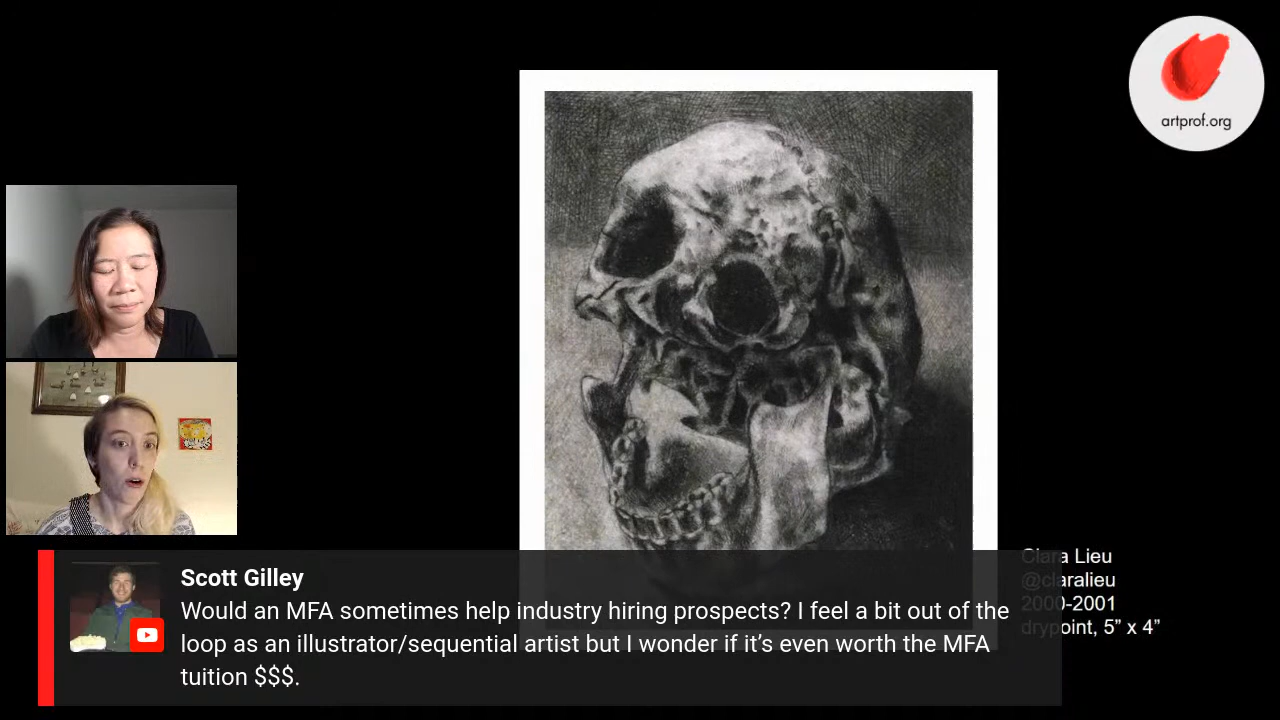 artprof.org
Clara Lieu
@claralieu
2000-2001
drypoint, 5” x 4”
Scott Gilley
Would an MFA sometimes help industry hiring prospects? I feel a bit out of the
loop as an illustrator/sequential artist but I wonder if it’s even worth the MFA
tuition $$$.